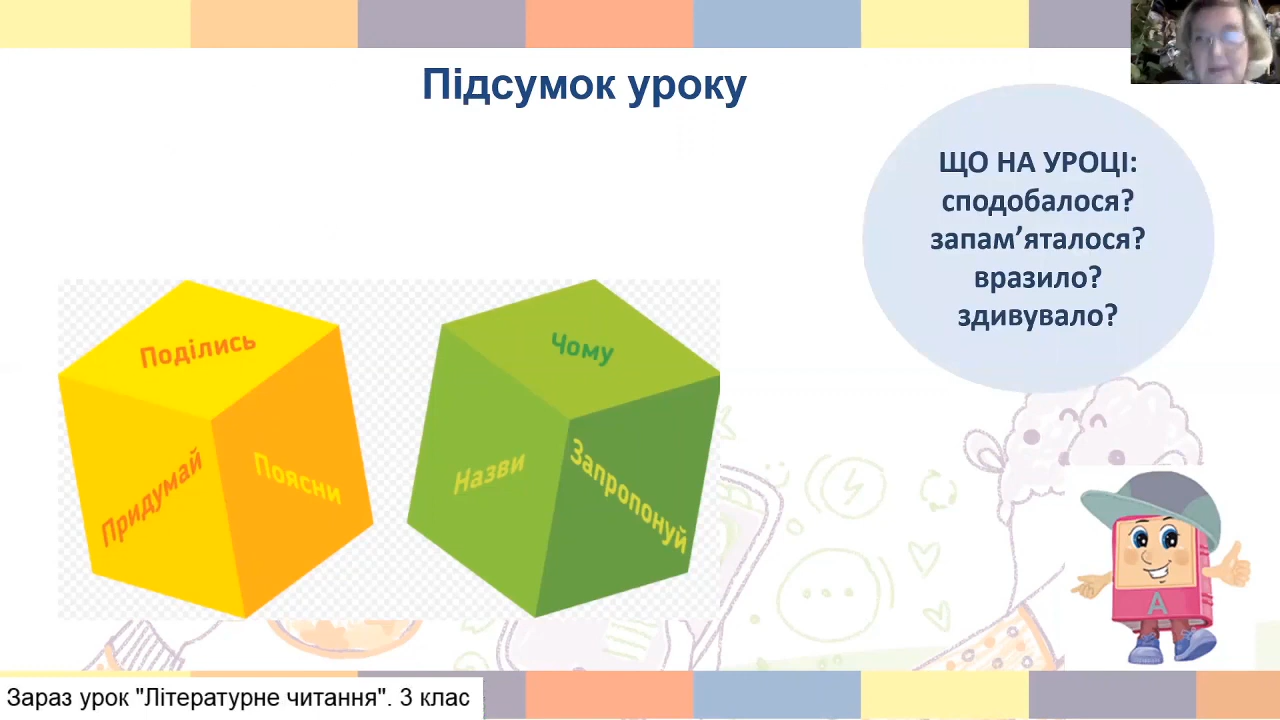 Підсумок уроку
ЩО НА УРОЦІ:
сподобалося?
запам’яталося?
вразило?
здивувало?
Поділись
Придумай
Поясни
Чому
Назви
Запропонуй
А
Зараз урок "Літературне читання". 3 клас